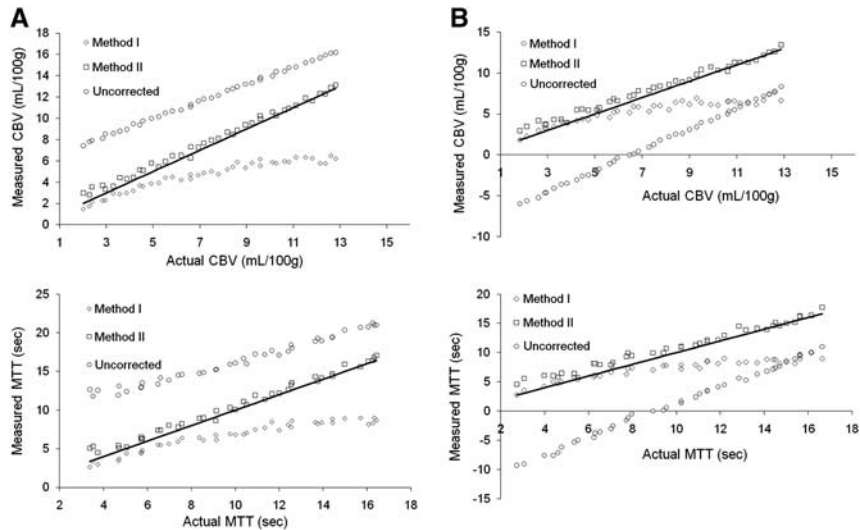 A
18
16
14
12
10
8
6
4
2
0
Measured CBV (mL/100g)
Method I
Method II
Uncorrected
1 3 5 7 9 11 13 15
Actual CBV (mL/100g)
B
15
10
5
0
-5
-10
Measured CBV (mL/100g)
Method I
Method II
Uncorrected
1 3 5 7 9 11 13 15
Actual CBV (mL/100g)
25
20
15
10
5
0
Measured MTT (sec)
Method I
Method II
Uncorrected
2 4 6 8 10 12 14 16 18
Actual MTT (sec)
20
15
10
5
0
-5
-10
-15
Measured MTT (sec)
Method I
Method II
Uncorrected
2 4 6 8 10 12 14 16 18
Actual MTT (sec)